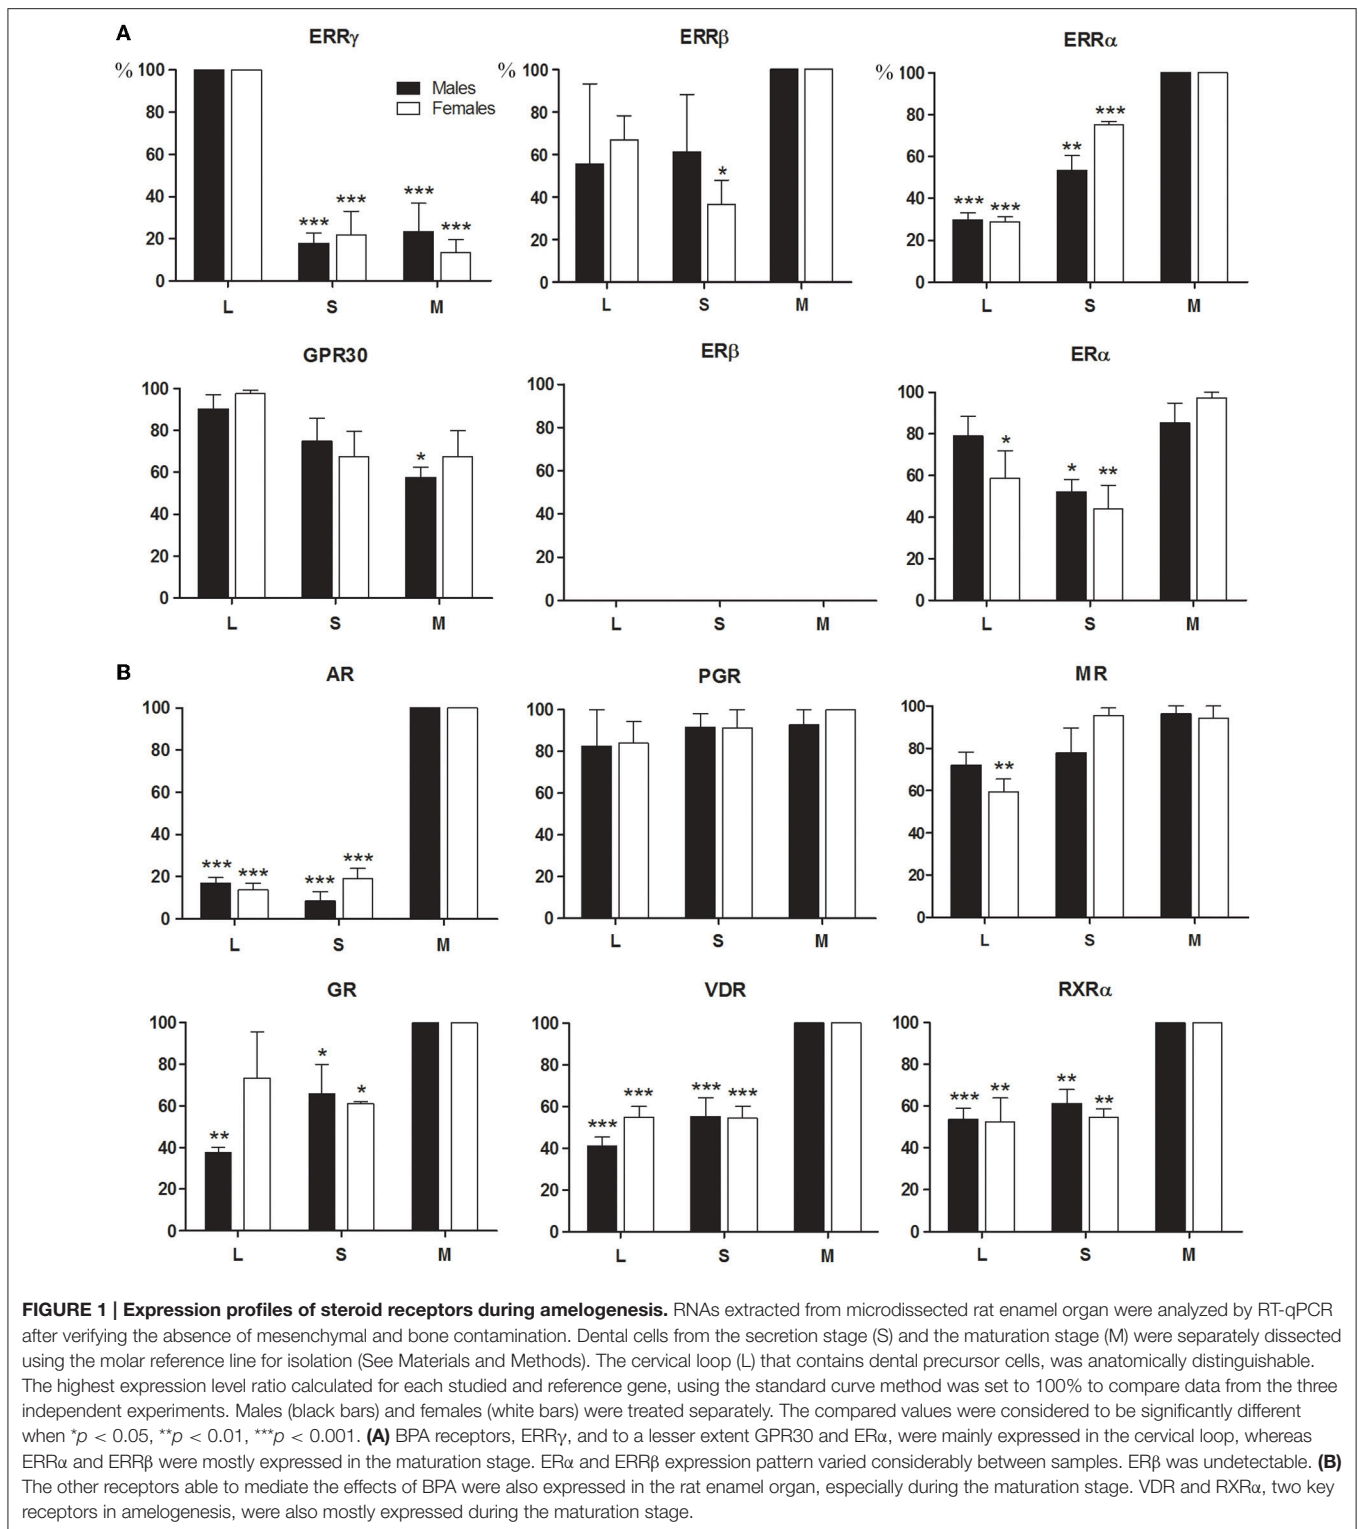 A
ERRγ
% 100
80
60
40
20
0
Males
Females
***
***
***
***
L S M
ERRβ
% 100
80
60
40
20
0
*
L S M
ERRα
% 100
80
60
40
20
0
***
***
**
***
L S M
GPR30
100
80
60
40
20
0
*
L S M
ERβ
100
80
60
40
20
0
L S M
ERα
100
80
60
40
20
0
*
*
**
L S M
B
AR
100
80
60
40
20
0
***
***
***
***
L S M
PGR
100
80
60
40
20
0
L S M
MR
100
80
60
40
20
0
**
L S M
GR
100
80
60
40
20
0
**
*
*
L S M
VDR
100
80
60
40
20
0
***
***
***
***
L S M
RXRα
100
80
60
40
20
0
***
**
**
**
L S M
FIGURE 1 | Expression profiles of steroid receptors during amelogenesis. RNAs extracted from microdissected rat enamel organ were analyzed by RT-qPCR
after verifying the absence of mesenchymal and bone contamination. Dental cells from the secretion stage (S) and the maturation stage (M) were separately dissected
using the molar reference line for isolation (See Materials and Methods). The cervical loop (L) that contains dental precursor cells, was anatomically distinguishable.
The highest expression level ratio calculated for each studied and reference gene, using the standard curve method was set to 100% to compare data from the three
independent experiments. Males (black bars) and females (white bars) were treated separately. The compared values were considered to be significantly different
when *p < 0.05, **p < 0.01, ***p < 0.001. (A) BPA receptors, ERRγ, and to a lesser extent GPR30 and ERα, were mainly expressed in the cervical loop, whereas
ERRα and ERRβ were mostly expressed in the maturation stage. ERα and ERRβ expression pattern varied considerably between samples. ERβ was undetectable. (B)
The other receptors able to mediate the effects of BPA were also expressed in the rat enamel organ, especially during the maturation stage. VDR and RXRα, two key
receptors in amelogenesis, were also mostly expressed during the maturation stage.